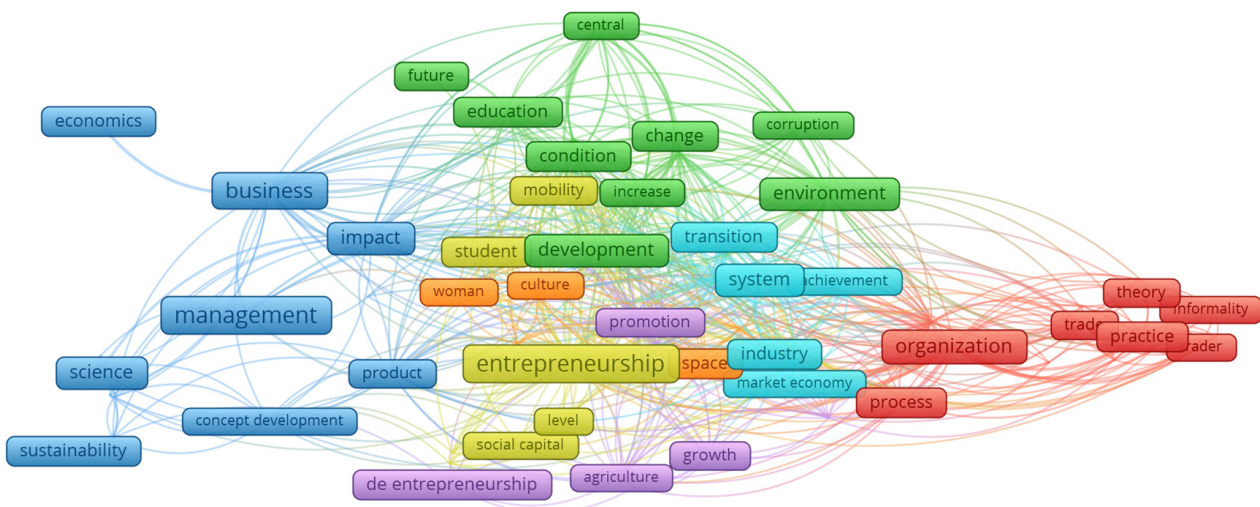 central
future
economics
education
corruption
change
condition
business
mobility
increase
environment
impact
transition
student
development
system
achievement
woman
culture
theory
informality
management
promotion
trade
practice
trader
organization
industry
entrepreneurship
space
science
product
market economy
process
concept development
level
social capital
sustainability
growth
agriculture
de entrepreneurship